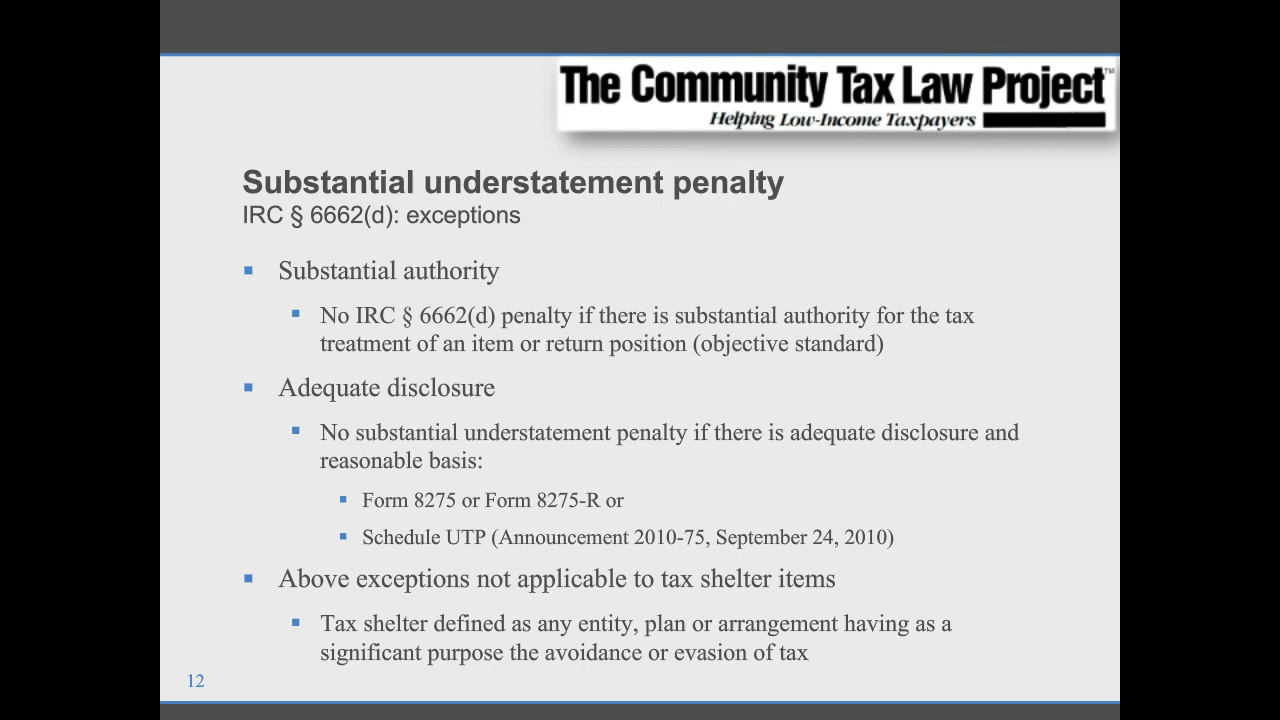 The Community Tax Law Project™
Helping Low-Income Taxpayers
Substantial understatement penalty
IRC § 6662(d): exceptions
▪ Substantial authority
▪ No IRC § 6662(d) penalty if there is substantial authority for the tax
treatment of an item or return position (objective standard)
▪ Adequate disclosure
▪ No substantial understatement penalty if there is adequate disclosure and
reasonable basis:
▪ Form 8275 or Form 8275-R or
▪ Schedule UTP (Announcement 2010-75, September 24, 2010)
▪ Above exceptions not applicable to tax shelter items
▪ Tax shelter defined as any entity, plan or arrangement having as a
significant purpose the avoidance or evasion of tax
12